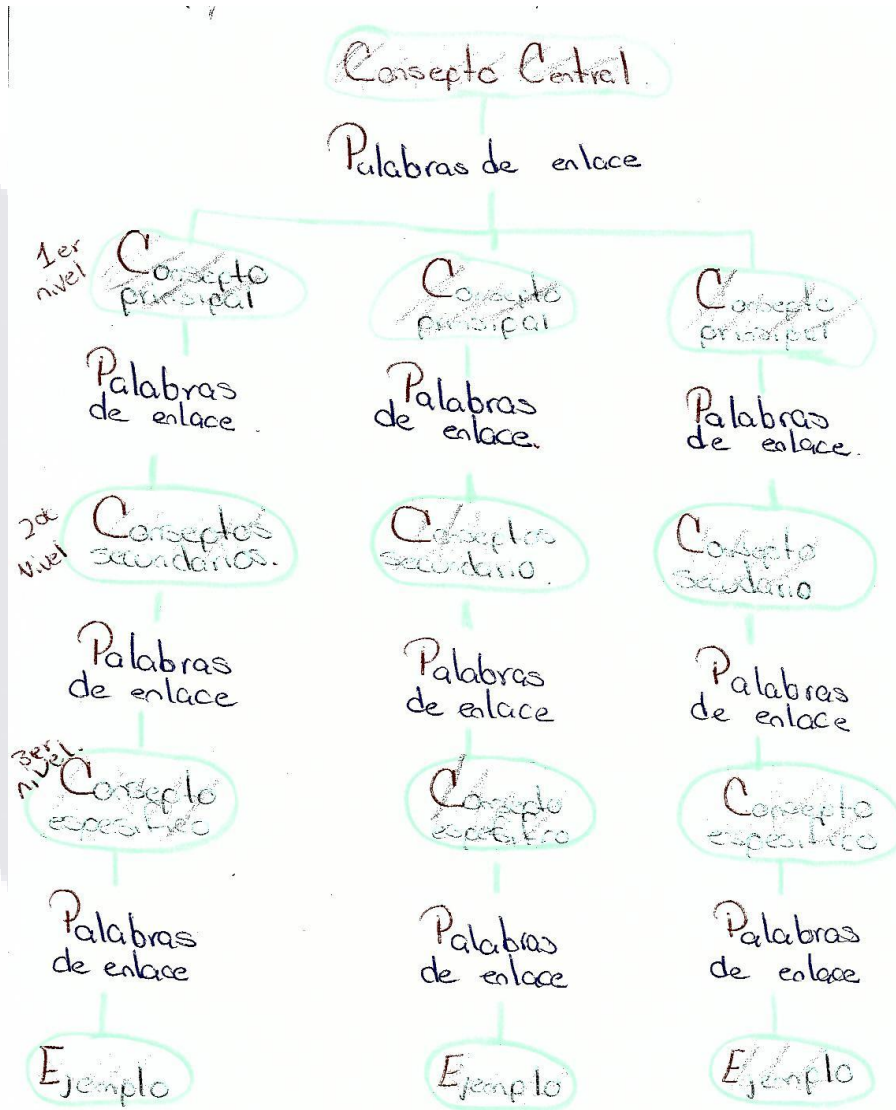 Consepto Central.
Palabras de enlace
1er
nivel
Consepto
prinsipal
Consepto
prinsipal
Consepto
prinsipal
Palabras
de enlace.
Palabras
de enlace.
Palabras
de enlace.
2do
Nivel
Conseptos
secundarios.
Conseptos
secundario.
Consepto
secundario
Palabras
de enlace
Palabras
de enlace
Palabras
de enlace
3er
nivel.
Consepto
espesifico
Consepto
espesifico
Consepto
espesifico
Palabras
de enlace
Palabras
de enlace
Palabras
de enlace
Ejemplo
Ejemplo
Ejemplo